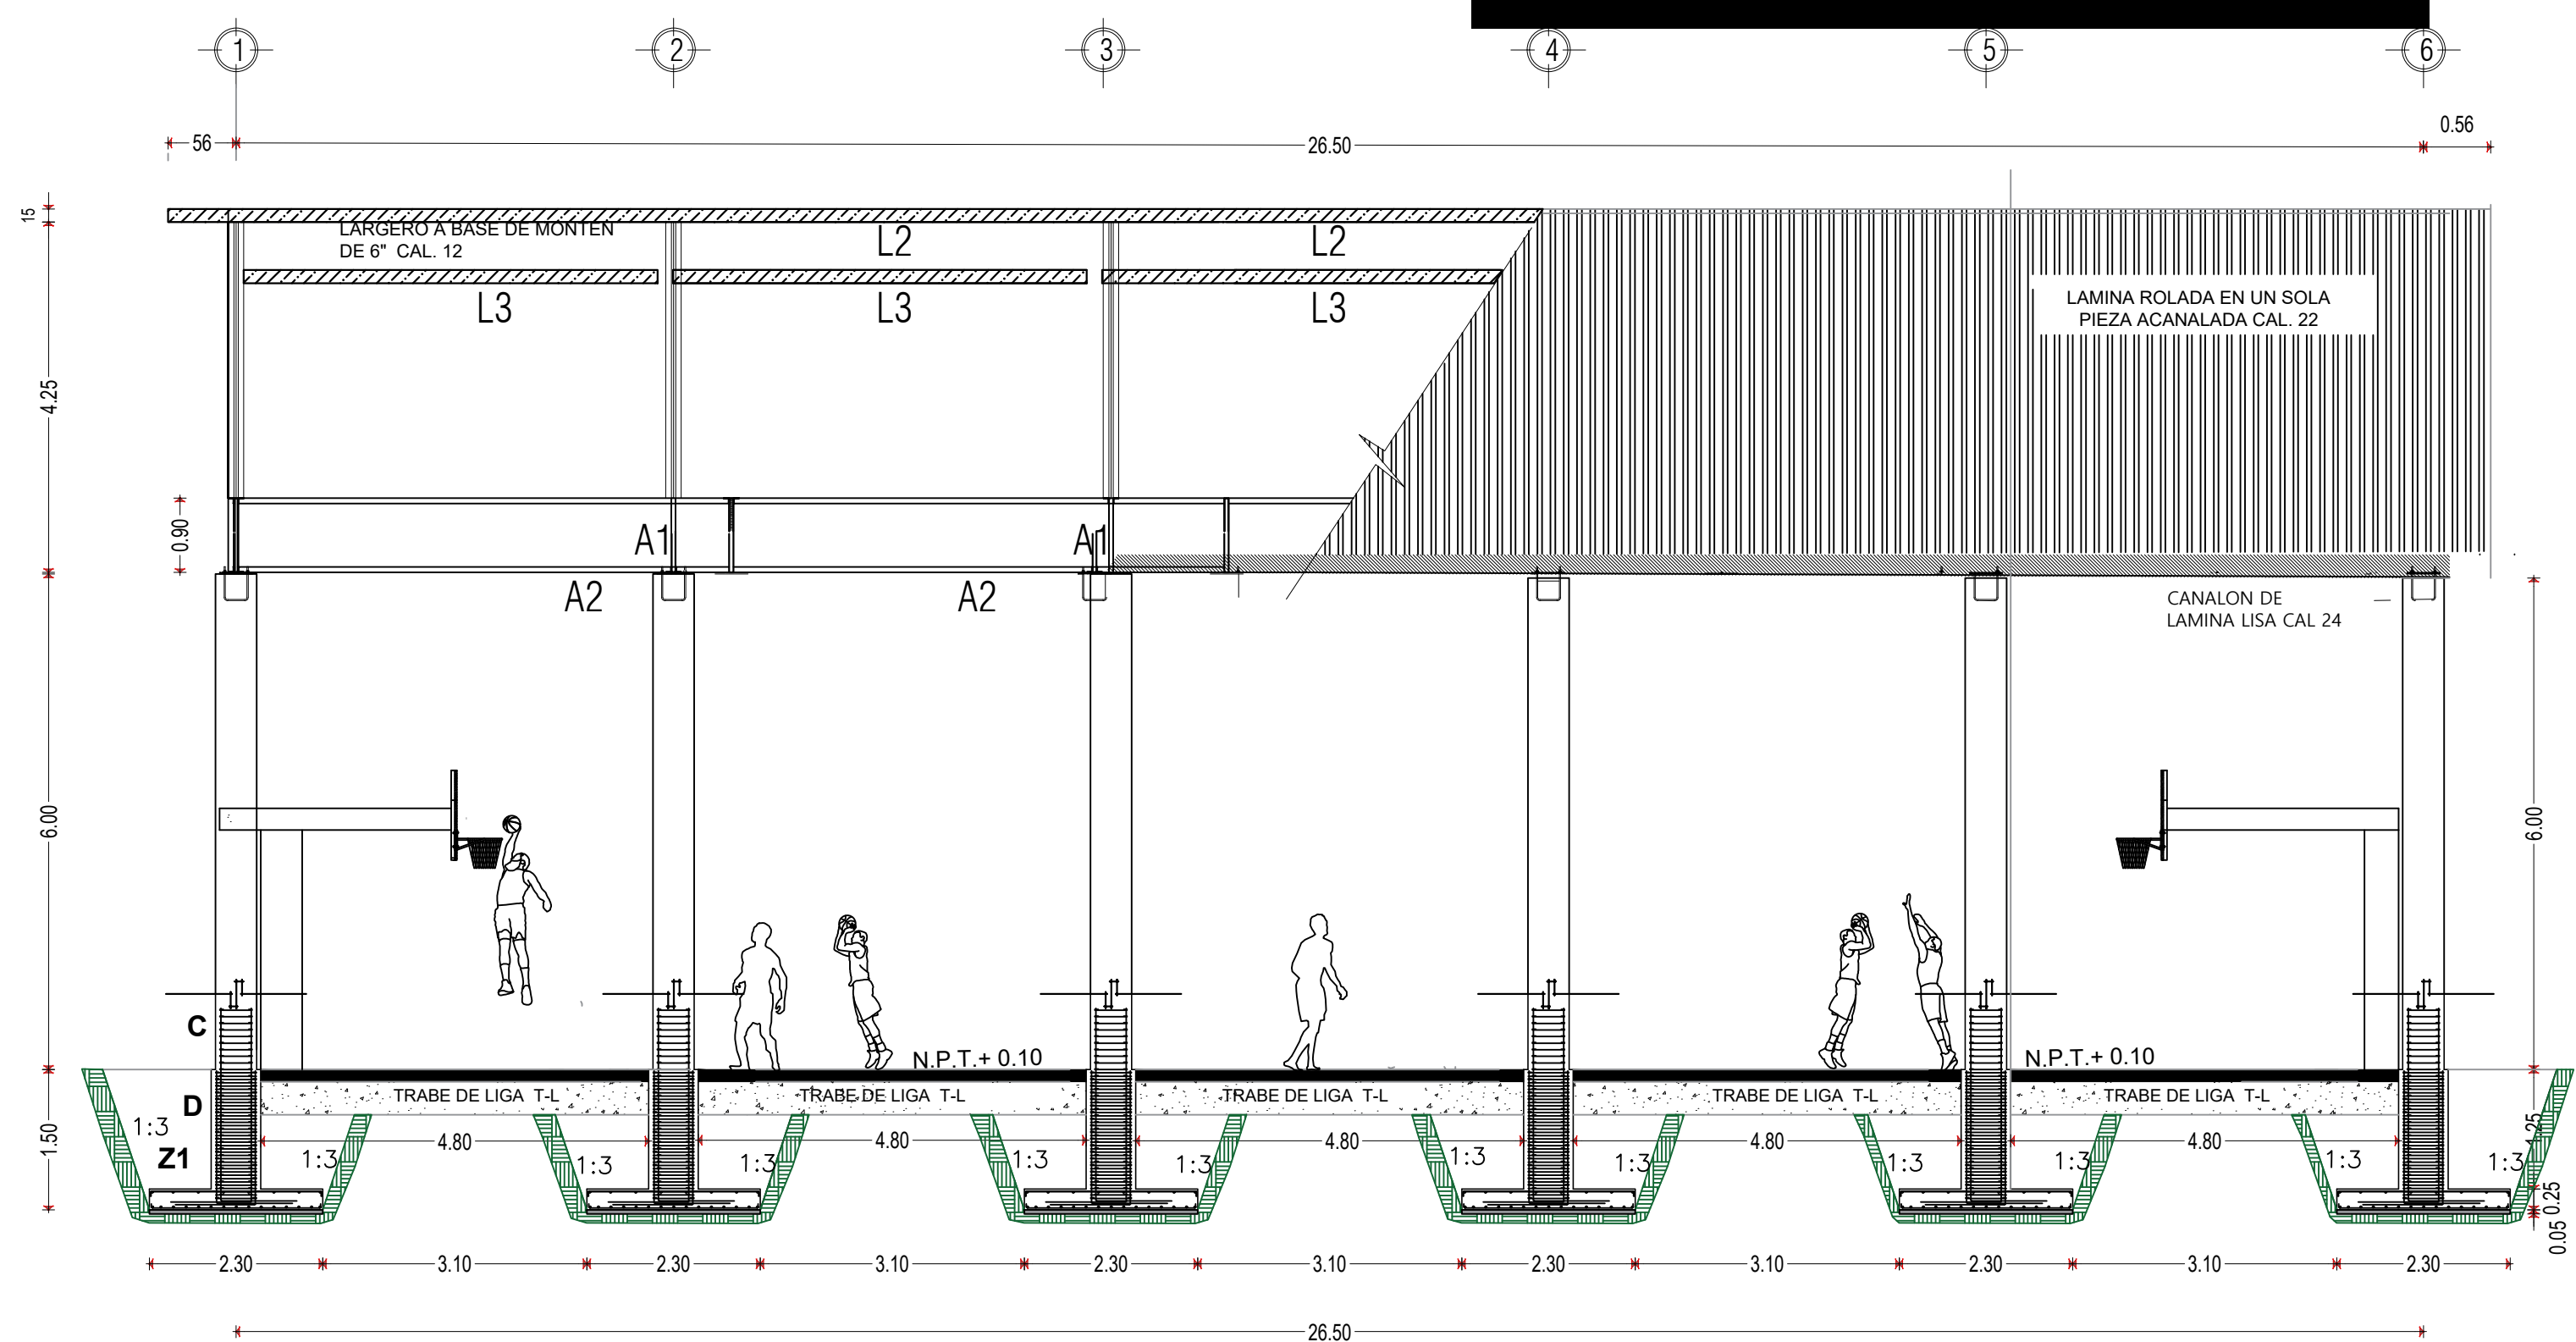 1 2 3 4 5 6
56 26.50 0.56
15
LARGERO A BASE DE MONTEN
DE 6" CAL. 12
L2 L2
L3 L3 L3
LAMINA ROLADA EN UN SOLA
PIEZA ACANALADA CAL. 22
4.25
0.90
A1 A1
A2 A2
CANALON DE
LAMINA LISA CAL 24
6.00 6.00
C
N.P.T.+ 0.10 N.P.T.+ 0.10
D
TRABE DE LIGA T-L TRABE DE LIGA T-L TRABE DE LIGA T-L TRABE DE LIGA T-L TRABE DE LIGA T-L
1.50
1.25
4.80 4.80 4.80 4.80 4.80
Z1
1:3 1:3 1:3 1:3 1:3 1:3 1:3 1:3 1:3 1:3 1:3 1:3
0.25
0.05
2.30 3.10 2.30 3.10 2.30 3.10 2.30 3.10 2.30 3.10 2.30
26.50